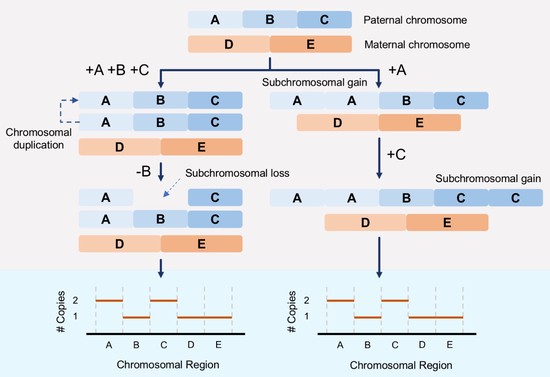 A B C Paternal chromosome
D E Maternal chromosome
+A +B +C
+A
Subchromosomal gain
A B C
A B C
D E
Chromosomal
duplication
A A B C
D E
-B
Subchromosomal loss
+C
Subchromosomal gain
A C
A B C
D E
A A B C C
D E
# Copies
2
1
A B C D E
Chromosomal Region
# Copies
2
1
A B C D E
Chromosomal Region